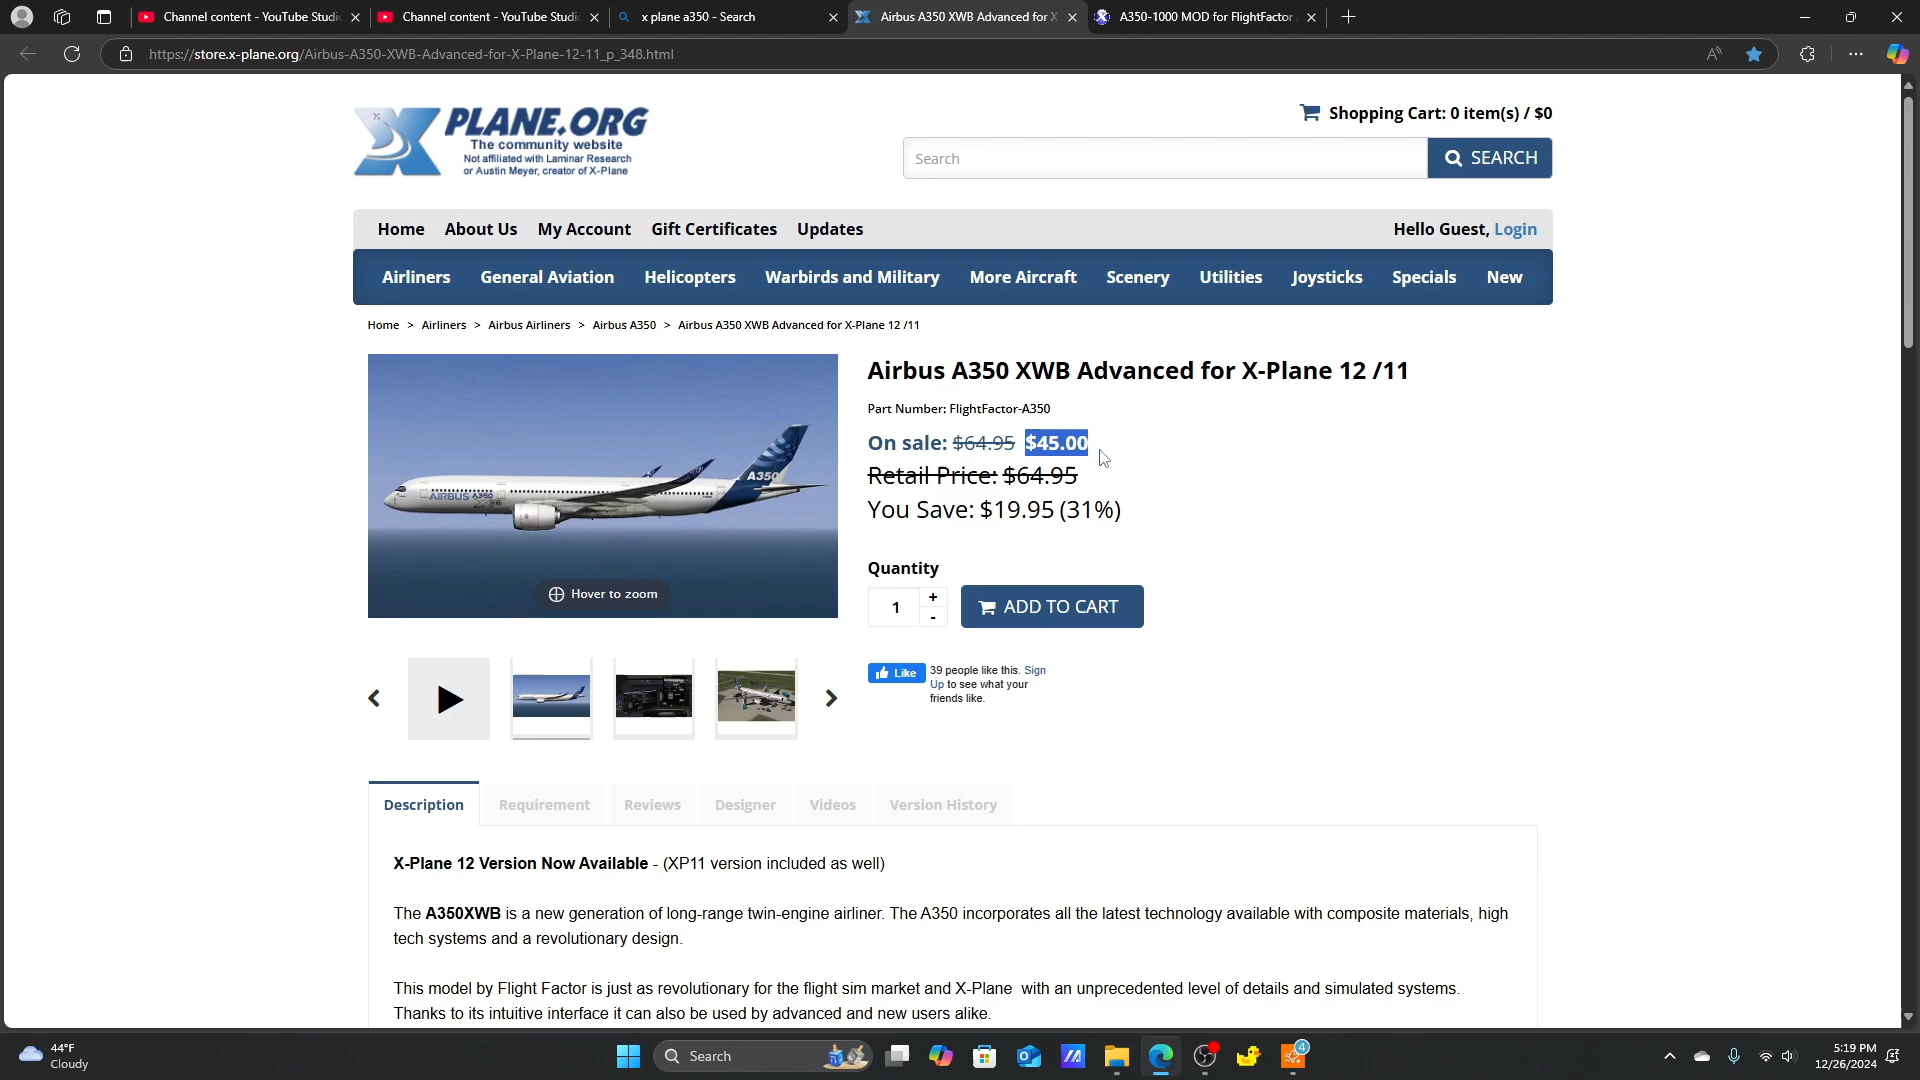 Channel content - YouTube Studi
Channel content - YouTube Studi
x plane a350 - Search
Airbus A350 XWB Advanced for X
A350-1000 MOD for FlightFactor
https://store.x-plane.org/Airbus-A350-XWB-Advanced-for-X-Plane-12-11_p_348.html
PLANE.ORG
The community website
Not affiliated with Laminar Research
or Austin Meyer, creator of X-Plane
Shopping Cart: 0 item(s) / $0
Search
SEARCH
Home About Us My Account Gift Certificates Updates
Hello Guest, Login
Airliners General Aviation Helicopters Warbirds and Military More Aircraft Scenery Utilities Joysticks Specials New
Home > Airliners > Airbus Airliners > Airbus A350 > Airbus A350 XWB Advanced for X-Plane 12 /11
Airbus A350 XWB Advanced for X-Plane 12 /11
Part Number: FlightFactor-A350
On sale: $64.95 $45.00
Retail Price: $64.95
You Save: $19.95 (31%)
AIRBUS A350
A350
Hover to zoom
Quantity
1
+
-
ADD TO CART
Like
39 people like this. Sign
Up to see what your
friends like.
Description Requirement Reviews Designer Videos Version History
X-Plane 12 Version Now Available - (XP11 version included as well)
The A350XWB is a new generation of long-range twin-engine airliner. The A350 incorporates all the latest technology available with composite materials, high
tech systems and a revolutionary design.
This model by Flight Factor is just as revolutionary for the flight sim market and X-Plane with an unprecedented level of details and simulated systems.
Thanks to its intuitive interface it can also be used by advanced and new users alike.
44°F
Cloudy
Search
4
5:19 PM
12/26/2024